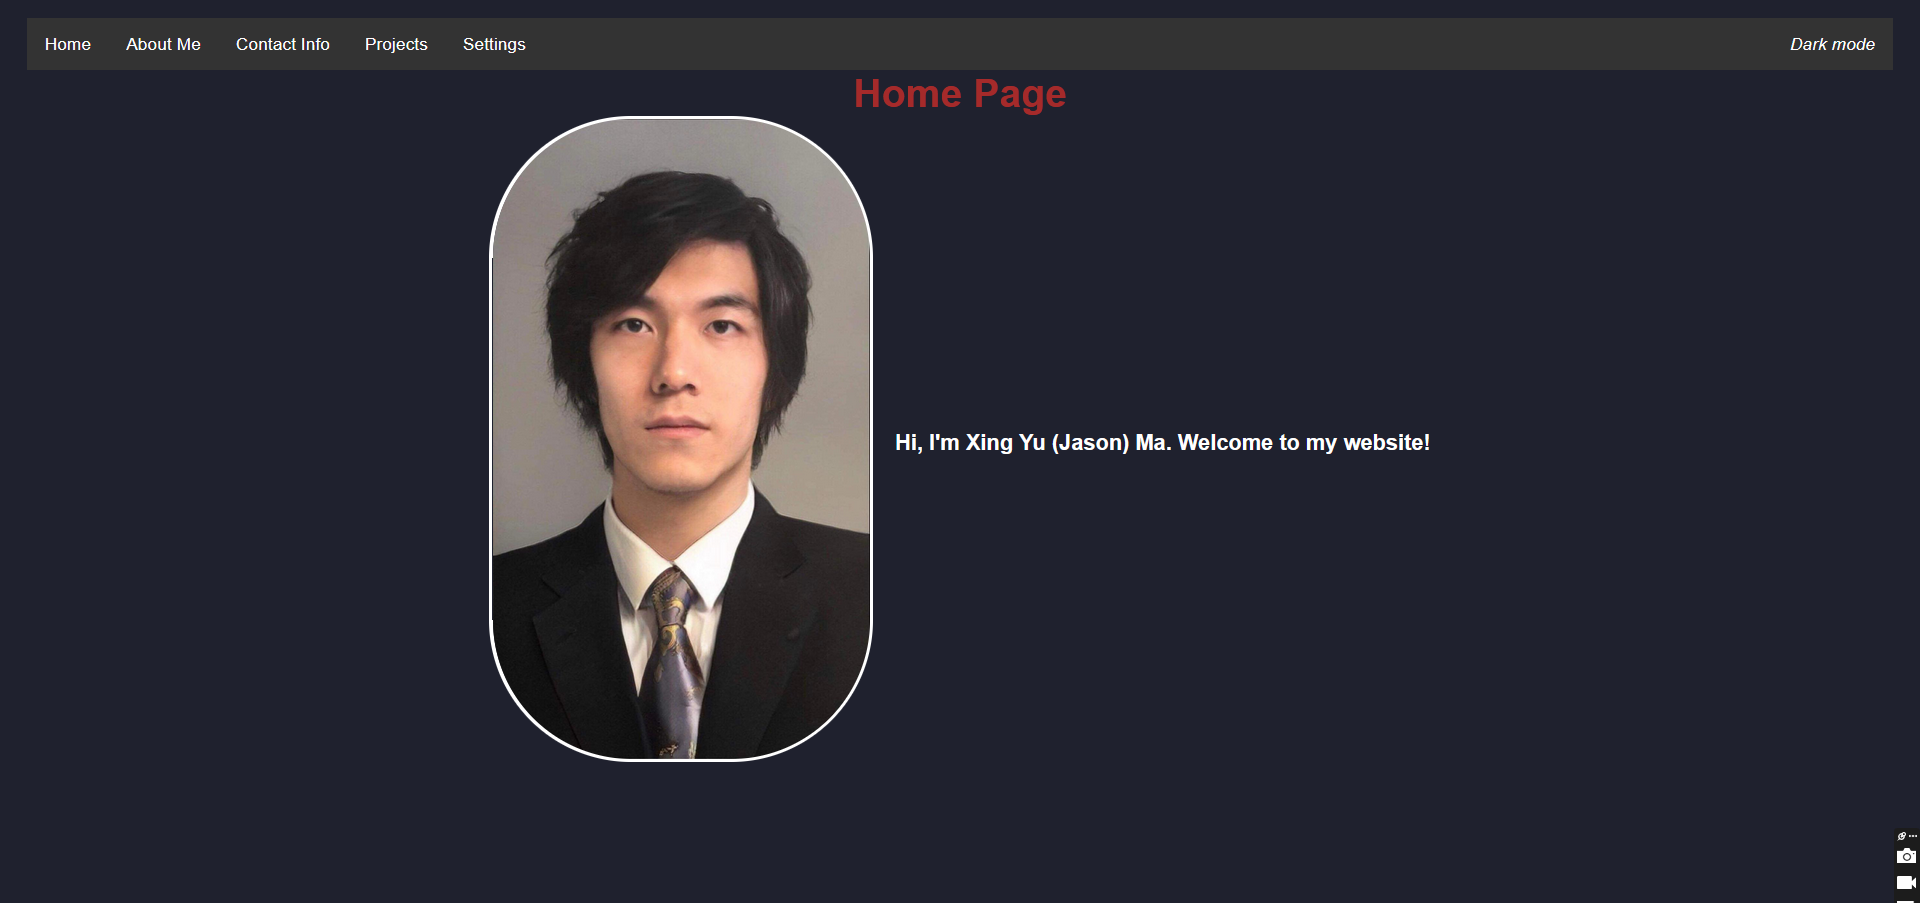 Home About Me Contact Info Projects Settings Dark mode
Home Page
Hi, I'm Xing Yu (Jason) Ma. Welcome to my website!